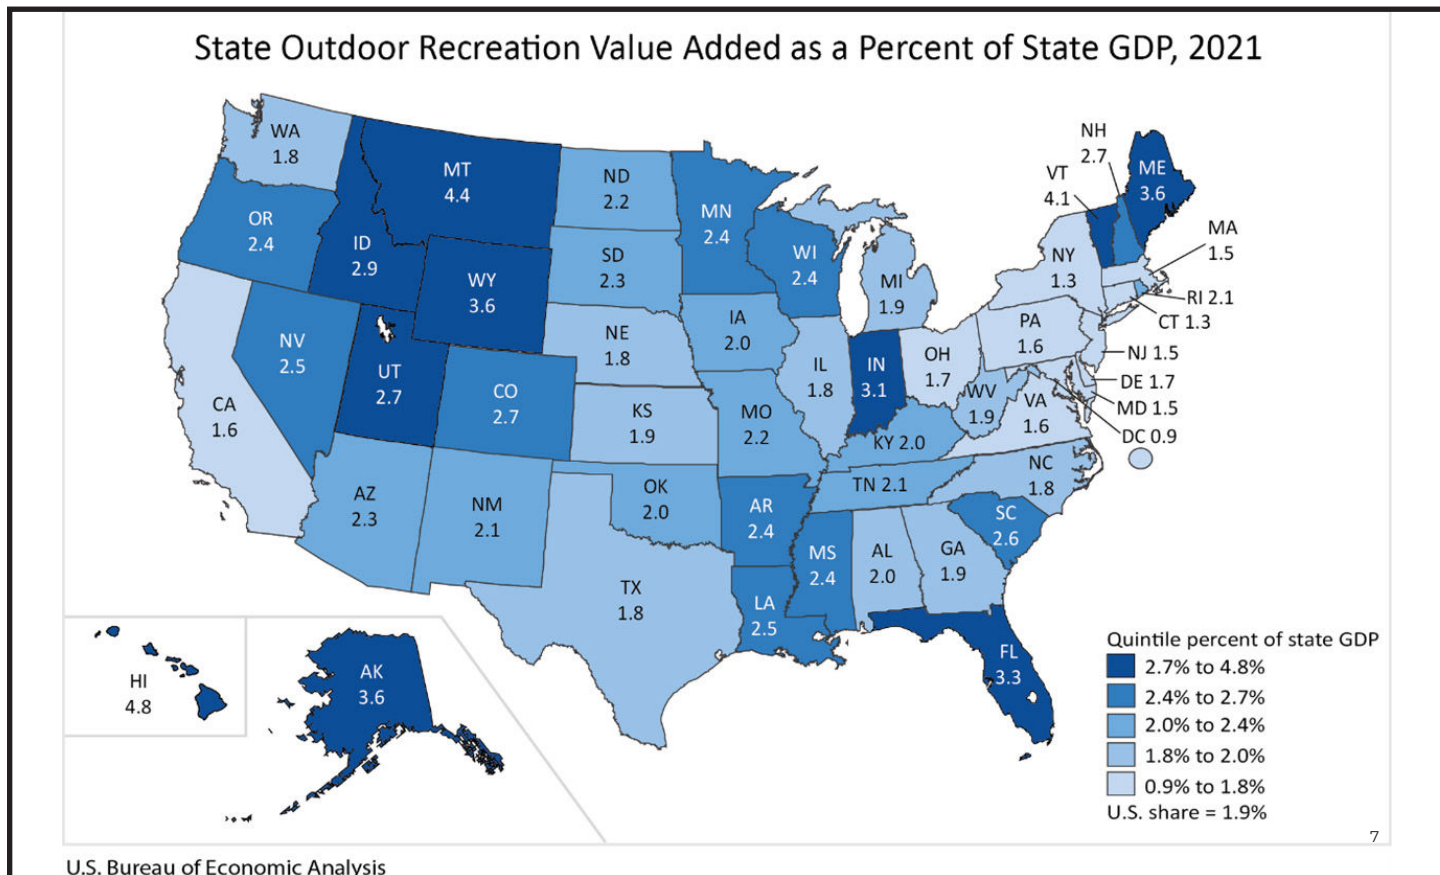 State Outdoor Recreation Value Added as a Percent of State GDP, 2021
WA
1.8
MT
4.4
ND
2.2
MN
2.4
OR
2.4
ID
2.9
WY
3.6
SD
2.3
WI
2.4
MI
1.9
NH
2.7
VT
4.1
ME
3.6
MA
1.5
NY
1.3
RI 2.1
CT 1.3
NV
2.5
UT
2.7
CO
2.7
NE
1.8
IA
2.0
IL
1.8
IN
3.1
OH
1.7
PA
1.6
NJ 1.5
DE 1.7
MD 1.5
DC 0.9
CA
1.6
KS
1.9
MO
2.2
KY 2.0
WV
1.9
VA
1.6
AZ
2.3
NM
2.1
OK
2.0
AR
2.4
TN 2.1
NC
1.8
SC
2.6
TX
1.8
LA
2.5
MS
2.4
AL
2.0
GA
1.9
FL
3.3
HI
4.8
AK
3.6
Quintile percent of state GDP
2.7% to 4.8%
2.4% to 2.7%
2.0% to 2.4%
1.8% to 2.0%
0.9% to 1.8%
U.S. share = 1.9%
7
U.S. Bureau of Economic Analysis